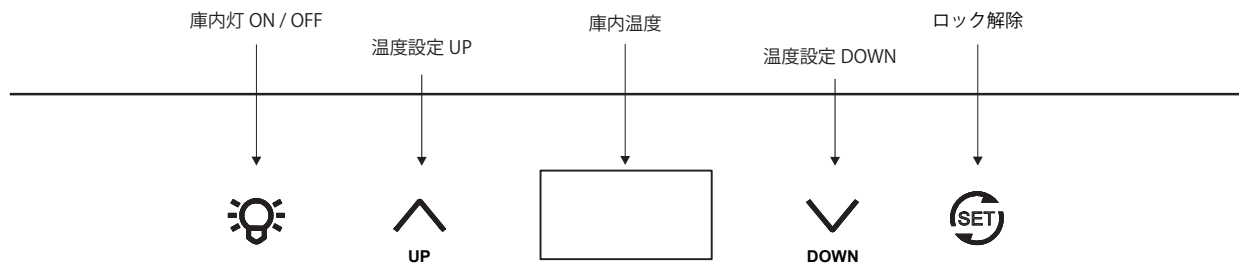 庫内灯 ON / OFF
温度設定 UP
庫内温度
温度設定 DOWN
ロック解除
UP
DOWN
SET